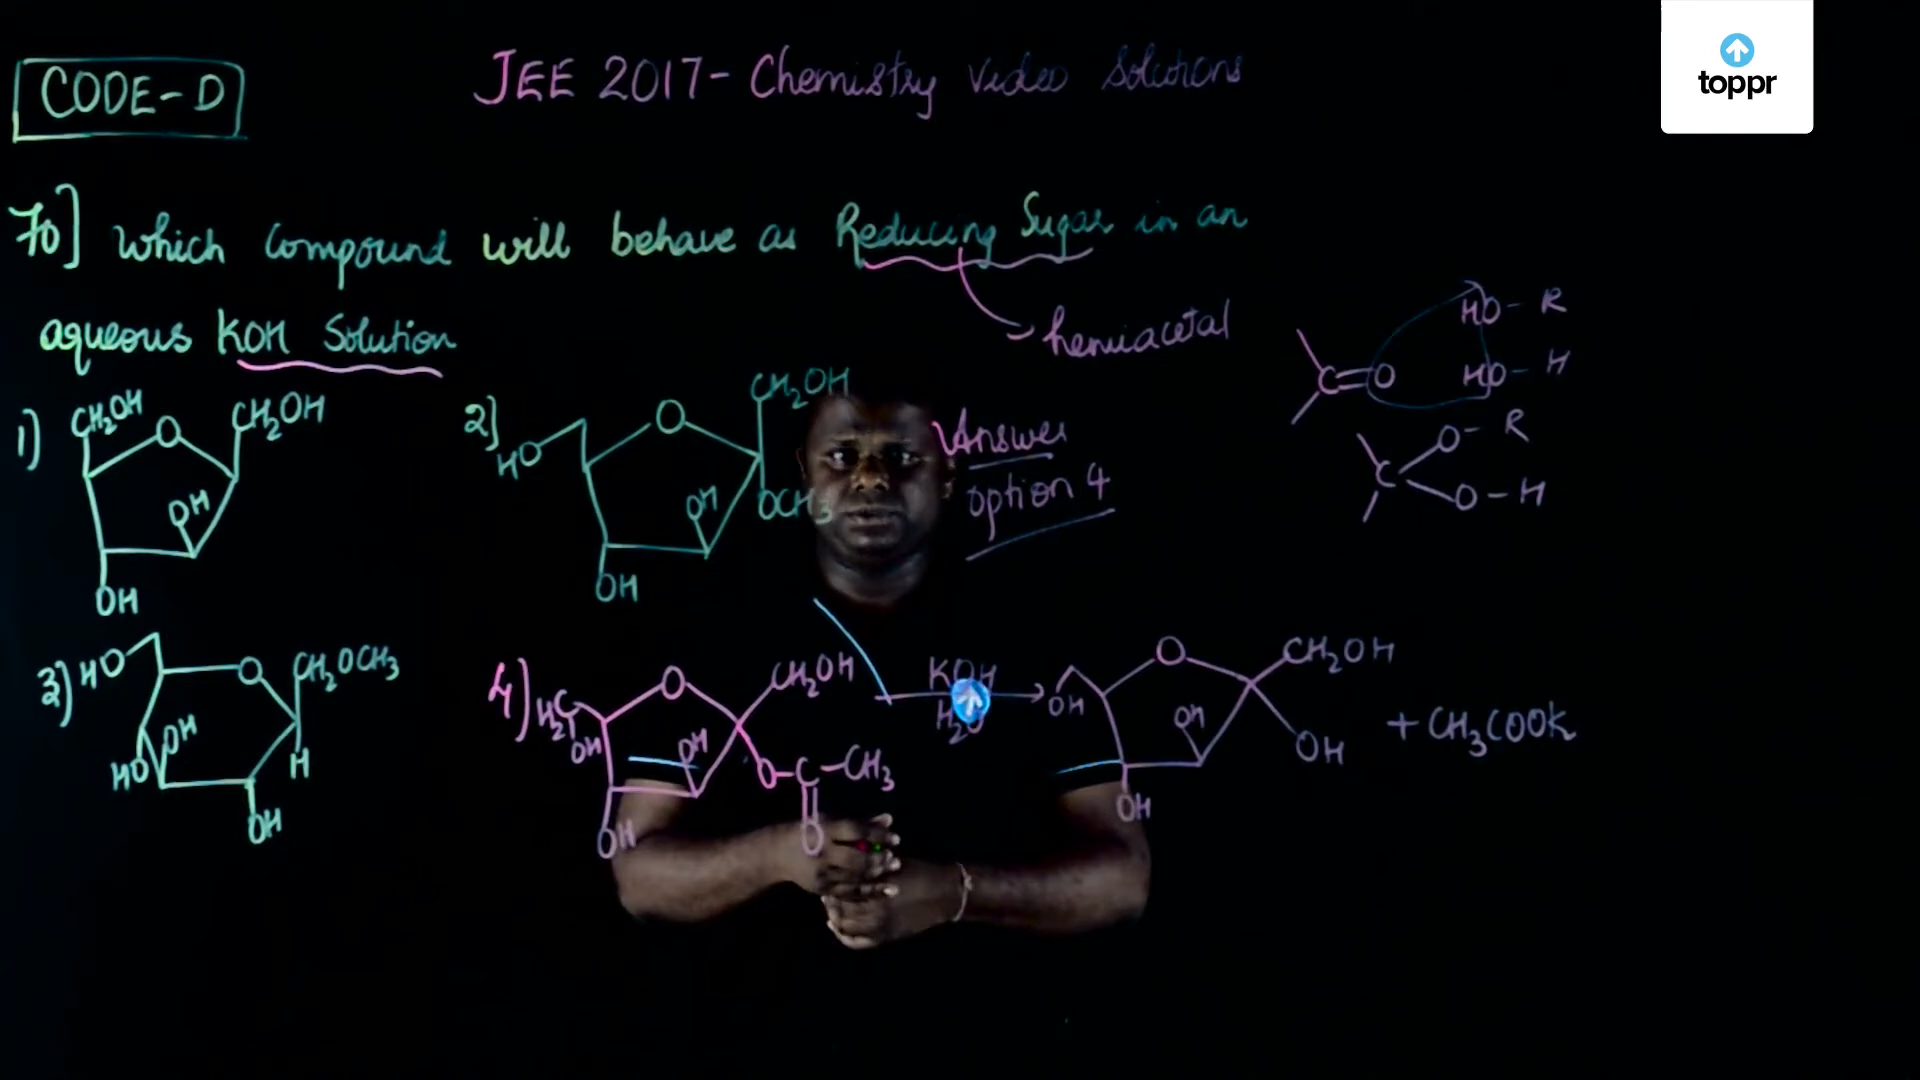 toppr
CODE-D
JEE 2017- Chemistry Video Solutions
70] Which Compound will behave as Reducing Sugar in an
aqueous KOH Solution
hemiacetal
HO-R
C=O HO-H
O-R
C
O-H
1) CH2OH O CH2OH
OH
OH
2) HO O CH2OH
OH OCH3
OH
Answer
option 4
3) HO O CH2OCH3
OH
HO H
OH
4) H2C O CH2OH
OH OH
O-C-CH3
O
OH
KOH
H2O
OH O CH2OH
OH OH
OH
+ CH3COOK